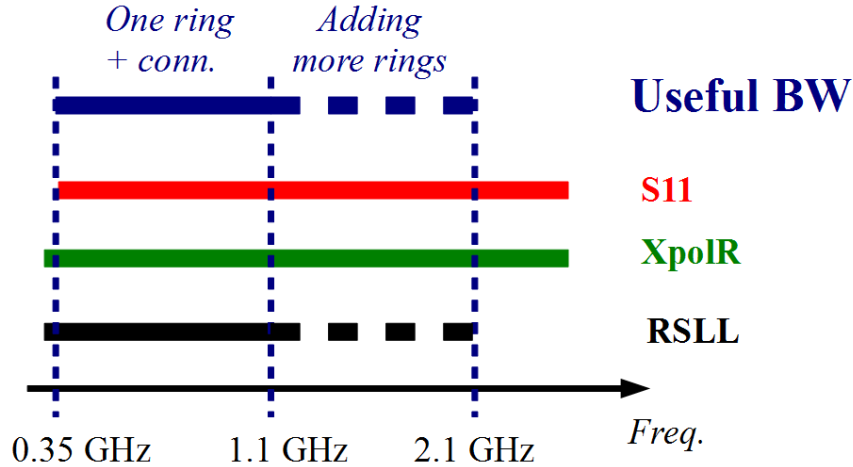 One ring
+ conn.
Adding
more rings
Useful BW
S11
XpolR
RSLL
Freq.
0.35 GHz
1.1 GHz
2.1 GHz